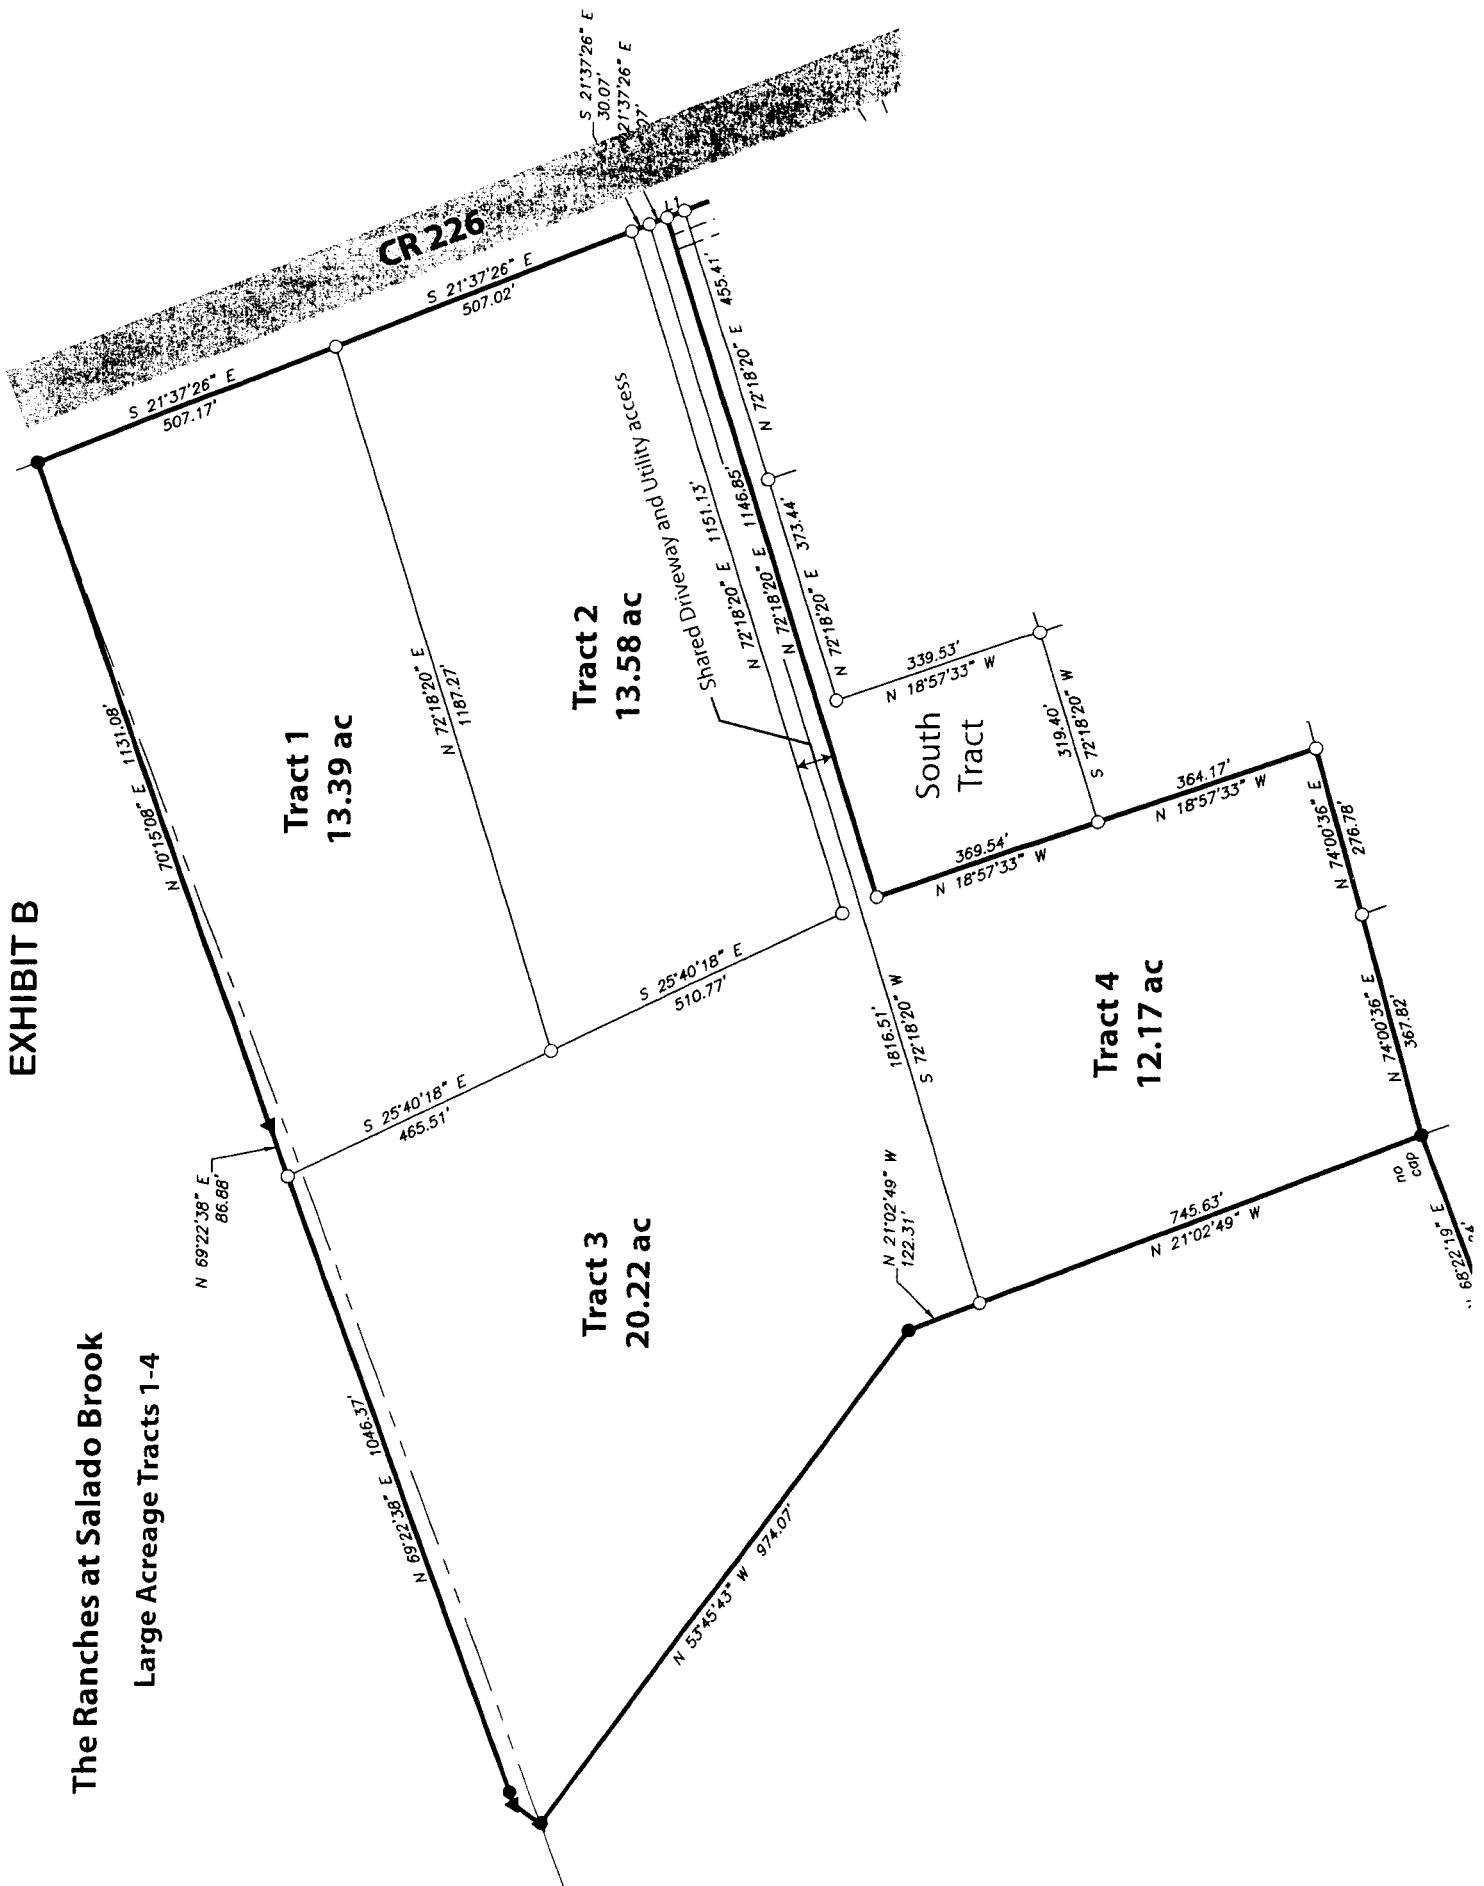 EXHIBIT B
The Ranches at Salado Brook
Large Acreage Tracts 1-4
CR 226
S 21°37'26" E
30.07'
21°37'26" E
07'
S 21°37'26" E
507.17'
S 21°37'26" E
507.02'
N 70°15'08" E 1131.08'
Tract 1
13.39 ac
N 72°18'20" E
1187.27'
Tract 2
13.58 ac
Shared Driveway and Utility access
N 72°18'20" E 1151.13'
N 72°18'20" E 1146.85'
N 72°18'20" E 455.41'
L1
N 72°18'20" E 373.44'
339.53'
N 18°57'33" W
South
Tract
319.40'
S 72°18'20" W
369.54'
N 18°57'33" W
364.17'
N 18°57'33" W
N 74°00'36" E
276.78'
N 74°00'36" E
367.82'
Tract 4
12.17 ac
1816.51'
S 72°18'20" W
S 25°40'18" E
510.77'
S 25°40'18" E
465.51'
N 69°22'38" E
86.88'
Tract 3
20.22 ac
N 21°02'49" W
122.31'
745.63'
N 21°02'49" W
no
cap
N 68°22'19" E
N 69°22'38" E 1046.37'
N 53°45'43" W 974.07'